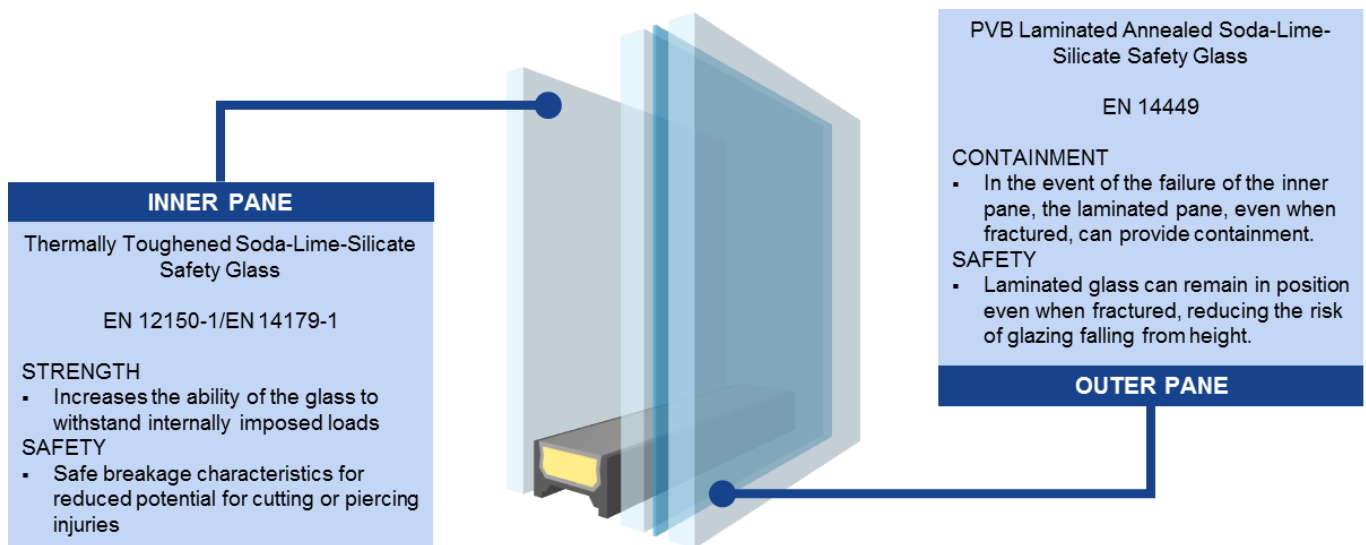 INNER PANE
Thermally Toughened Soda-Lime-Silicate
Safety Glass
EN 12150-1/EN 14179-1
STRENGTH
▪ Increases the ability of the glass to
withstand internally imposed loads
SAFETY
▪ Safe breakage characteristics for
reduced potential for cutting or piercing
injuries
PVB Laminated Annealed Soda-Lime-
Silicate Safety Glass
EN 14449
CONTAINMENT
▪ In the event of the failure of the inner
pane, the laminated pane, even when
fractured, can provide containment.
SAFETY
▪ Laminated glass can remain in position
even when fractured, reducing the risk
of glazing falling from height.
OUTER PANE